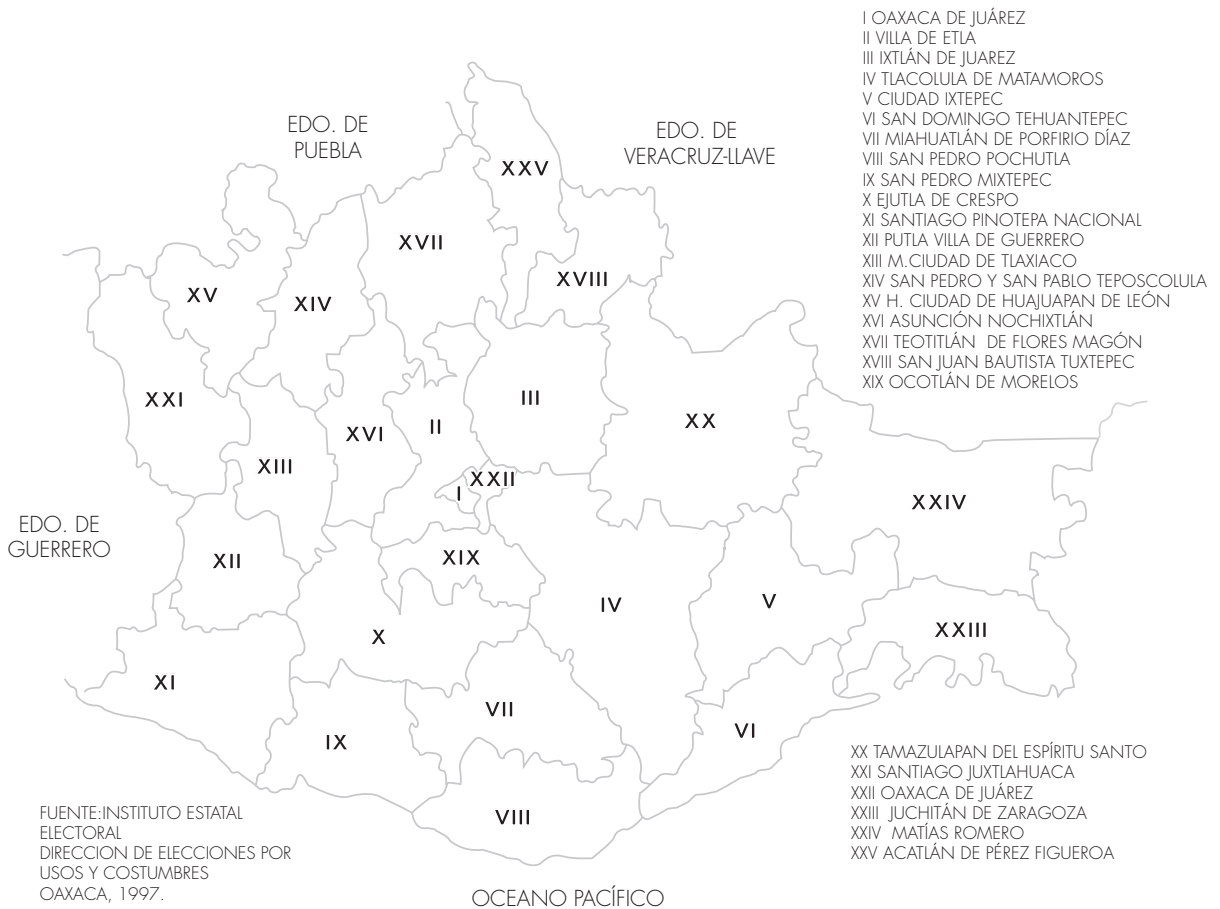 I OAXACA DE JUÁREZ
II VILLA DE ETLA
III IXTLÁN DE JUAREZ
IV TLACOLULA DE MATAMOROS
V CIUDAD IXTEPEC
VI SAN DOMINGO TEHUANTEPEC
VII MIAHUATLÁN DE PORFIRIO DÍAZ
VIII SAN PEDRO POCHUTLA
IX SAN PEDRO MIXTEPEC
X EJUTLA DE CRESPO
XI SANTIAGO PINOTEPA NACIONAL
XII PUTLA VILLA DE GUERRERO
XIII M.CIUDAD DE TLAXIACO
XIV SAN PEDRO Y SAN PABLO TEPOSCOLULA
XV H. CIUDAD DE HUAJUAPAN DE LEÓN
XVI ASUNCIÓN NOCHIXTLÁN
XVII TEOTITLÁN DE FLORES MAGÓN
XVIII SAN JUAN BAUTISTA TUXTEPEC
XIX OCOTLÁN DE MORELOS
EDO. DE
PUEBLA
EDO. DE
VERACRUZ-LLAVE
XXV
XVII
XVIII
XV
XIV
XXI
III
XX
XVI
II
XIII
XXII
I
XXIV
EDO. DE
GUERRERO
XII
XIX
IV
V
XXIII
X
XI
VII
IX
VI
VIII
XX TAMAZULAPAN DEL ESPÍRITU SANTO
XXI SANTIAGO JUXTLAHUACA
XXII OAXACA DE JUÁREZ
XXIII JUCHITÁN DE ZARAGOZA
XXIV MATÍAS ROMERO
XXV ACATLÁN DE PÉREZ FIGUEROA
FUENTE:INSTITUTO ESTATAL
ELECTORAL
DIRECCION DE ELECCIONES POR
USOS Y COSTUMBRES
OAXACA, 1997.
OCEANO PACÍFICO